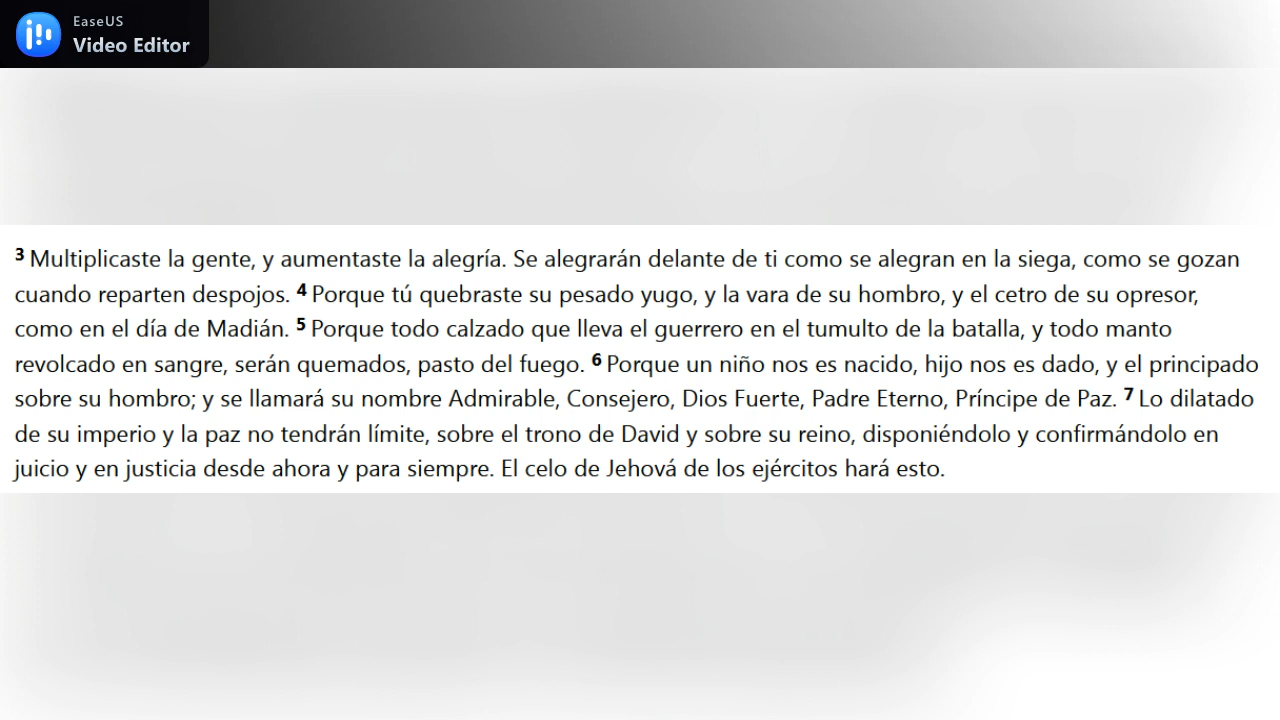 EaseUS
Video Editor
3 Multiplicaste la gente, y aumentaste la alegría. Se alegrarán delante de ti como se alegran en la siega, como se gozan
cuando reparten despojos. 4 Porque tú quebraste su pesado yugo, y la vara de su hombro, y el cetro de su opresor,
como en el día de Madián. 5 Porque todo calzado que lleva el guerrero en el tumulto de la batalla, y todo manto
revolcado en sangre, serán quemados, pasto del fuego. 6 Porque un niño nos es nacido, hijo nos es dado, y el principado
sobre su hombro; y se llamará su nombre Admirable, Consejero, Dios Fuerte, Padre Eterno, Príncipe de Paz. 7 Lo dilatado
de su imperio y la paz no tendrán límite, sobre el trono de David y sobre su reino, disponiéndolo y confirmándolo en
juicio y en justicia desde ahora y para siempre. El celo de Jehová de los ejércitos hará esto.